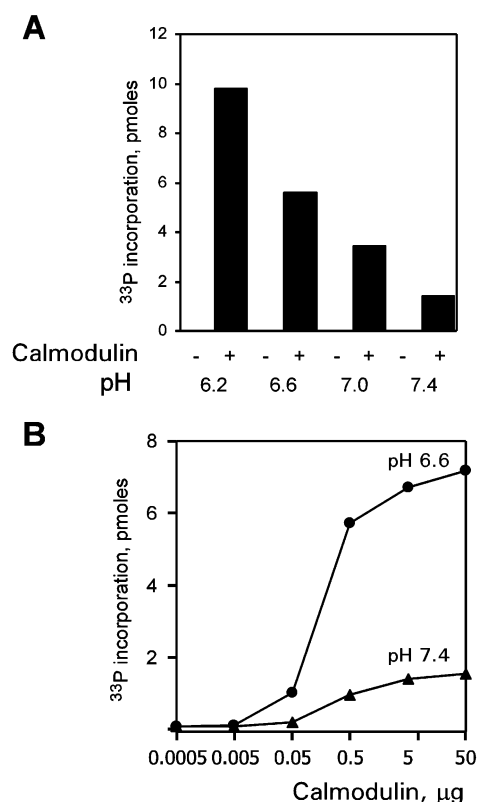 A
12
10
8
6
4
2
0
³³P incorporation, pmoles
Calmodulin - + - + - + - +
pH 6.2 6.6 7.0 7.4
B
8
6
4
2
³³P incorporation, pmoles
pH 6.6
pH 7.4
0.0005 0.005 0.05 0.5 5 50
Calmodulin, μg